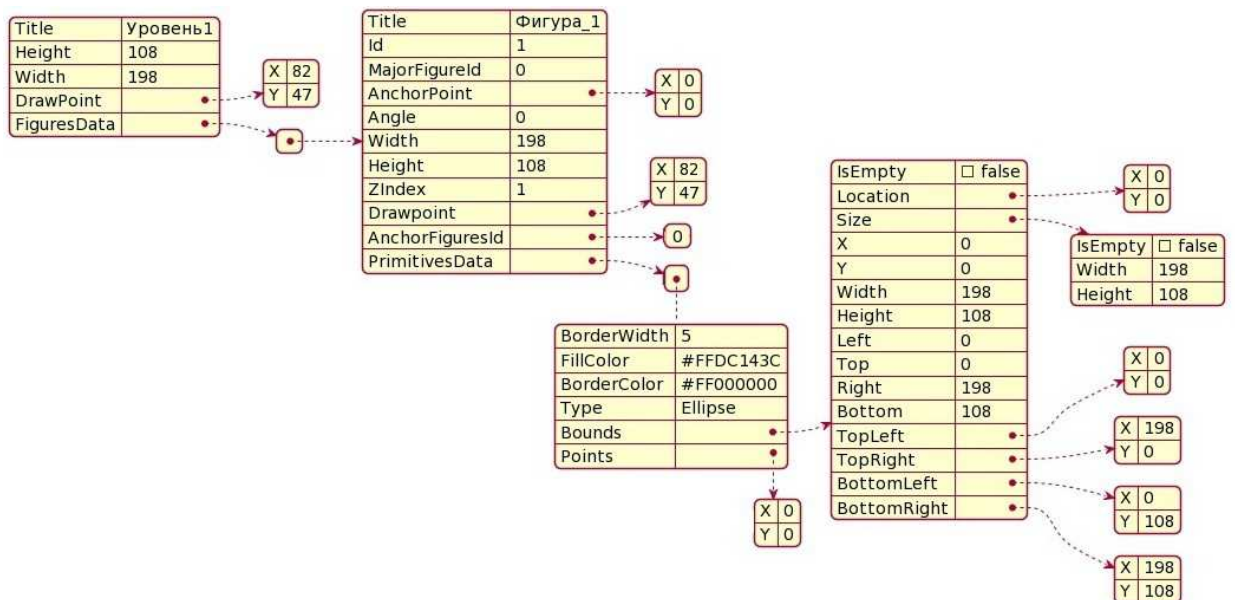 Title Уровень1
Height 108
Width 198
DrawPoint
FiguresData
X 82
Y 47
Title Фигура_1
Id 1
MajorFigureId 0
AnchorPoint
Angle 0
Width 198
Height 108
ZIndex 1
Drawpoint
AnchorFiguresId
PrimitivesData
X 0
Y 0
X 82
Y 47
0
BorderWidth 5
FillColor #FFDC143C
BorderColor #FF000000
Type Ellipse
Bounds
Points
X 0
Y 0
IsEmpty ☐ false
Location
Size
X 0
Y 0
Width 198
Height 108
Left 0
Top 0
Right 198
Bottom 108
TopLeft
TopRight
BottomLeft
BottomRight
X 0
Y 0
IsEmpty ☐ false
Width 198
Height 108
X 0
Y 0
X 198
Y 0
X 0
Y 108
X 198
Y 108